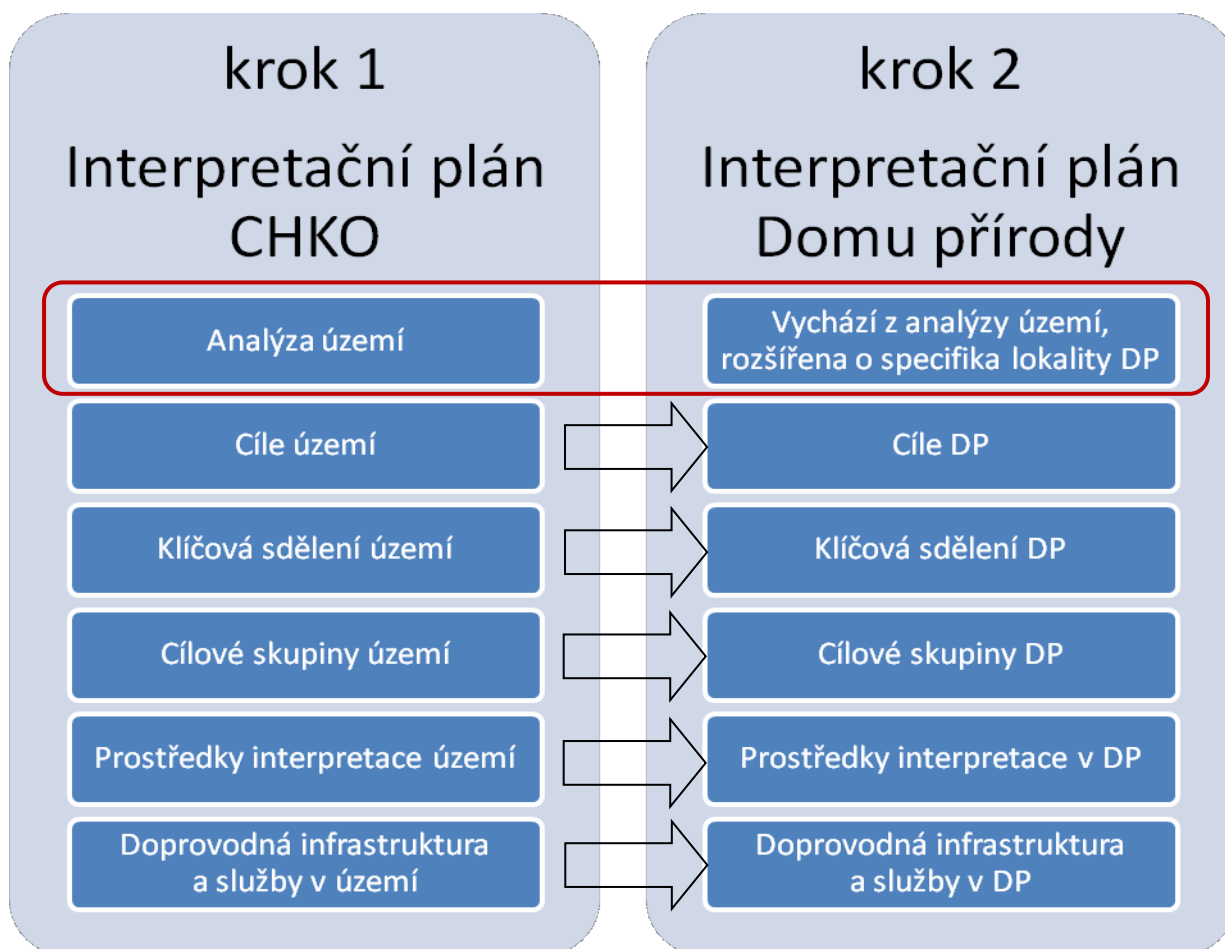 krok 1
Interpretační plán
CHKO
Analýza území
Cíle území
Klíčová sdělení území
Cílové skupiny území
Prostředky interpretace území
Doprovodná infrastruktura
a služby v území
krok 2
Interpretační plán
Domu přírody
Vychází z analýzy území,
rozšířena o specifika lokality DP
Cíle DP
Klíčová sdělení DP
Cílové skupiny DP
Prostředky interpretace v DP
Doprovodná infrastruktura
a služby v DP